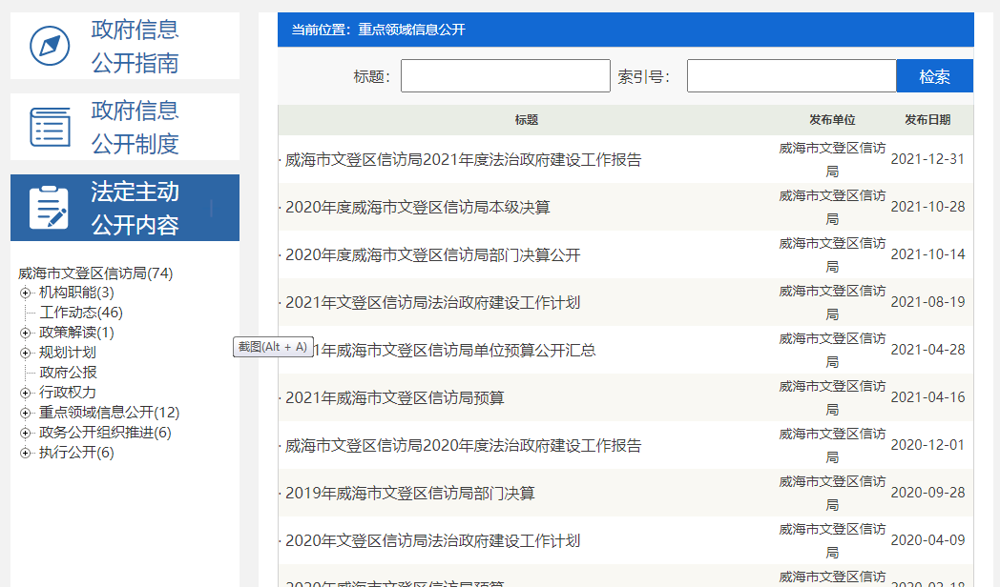 政府信息
公开指南
政府信息
公开制度
法定主动
公开内容
威海市文登区信访局(74)
机构职能(3)
工作动态(46)
政策解读(1)
规划计划
政府公报
行政权力
重点领域信息公开(12)
政务公开组织推进(6)
执行公开(6)
截图(Alt + A)
当前位置：重点领域信息公开
标题：
索引号：
检索
标题 发布单位 发布日期
· 威海市文登区信访局2021年度法治政府建设工作报告 威海市文登区信访局 2021-12-31
· 2020年度威海市文登区信访局本级决算 威海市文登区信访局 2021-10-28
· 2020年度威海市文登区信访局部门决算公开 威海市文登区信访局 2021-10-14
· 2021年文登区信访局法治政府建设工作计划 威海市文登区信访局 2021-08-19
1年威海市文登区信访局单位预算公开汇总 威海市文登区信访局 2021-04-28
· 2021年威海市文登区信访局预算 威海市文登区信访局 2021-04-16
· 威海市文登区信访局2020年度法治政府建设工作报告 威海市文登区信访局 2020-12-01
· 2019年威海市文登区信访局部门决算 威海市文登区信访局 2020-09-28
· 2020年文登区信访局法治政府建设工作计划 威海市文登区信访局 2020-04-09
· 2020年威海市文登区信访局预算 威海市文登区信访 2020-02-18